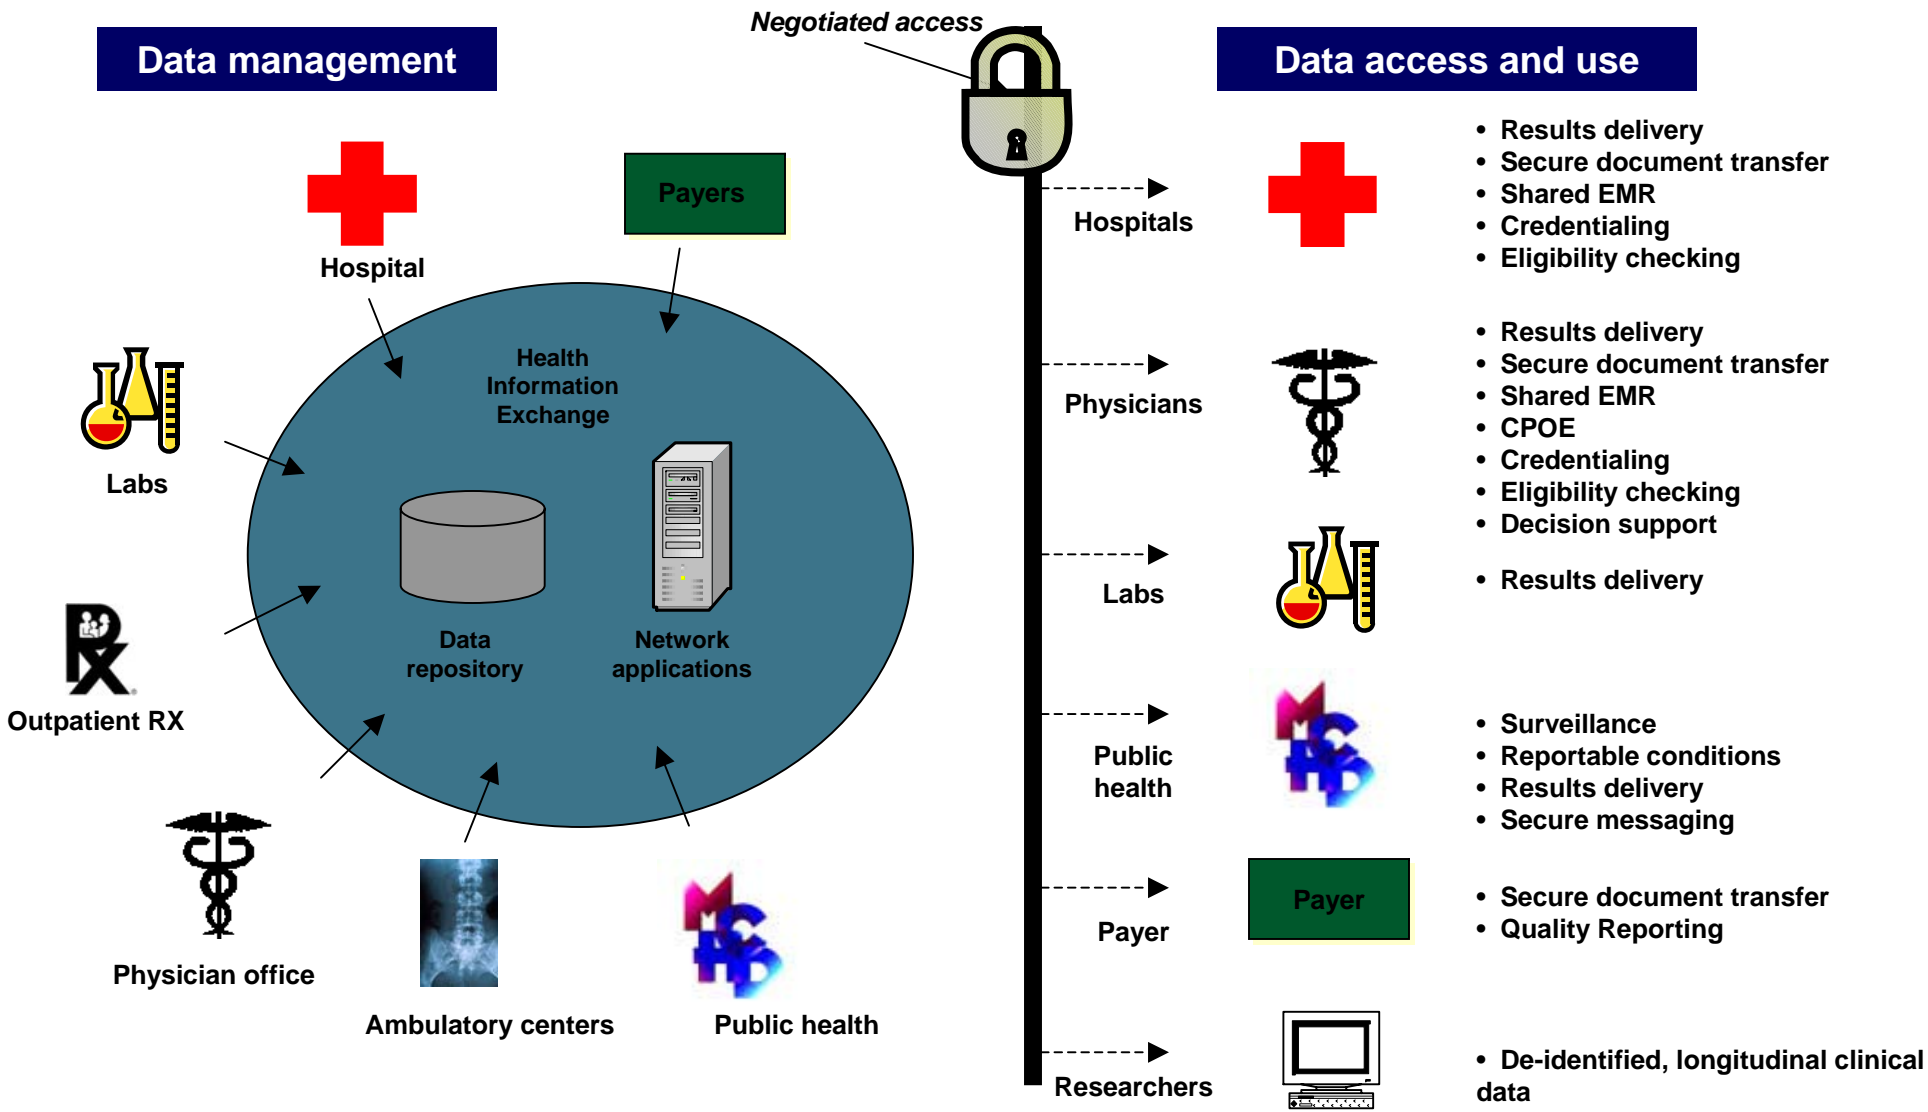 Negotiated access
Data management
Data access and use
Payers
Hospital
Health
Information
Exchange
Labs
Data
repository
Network
applications
Outpatient RX
Physician office
Ambulatory centers
Public health
Hospitals
• Results delivery
• Secure document transfer
• Shared EMR
• Credentialing
• Eligibility checking
Physicians
• Results delivery
• Secure document transfer
• Shared EMR
• CPOE
• Credentialing
• Eligibility checking
• Decision support
Labs
• Results delivery
Public
health
MCHD
• Surveillance
• Reportable conditions
• Results delivery
• Secure messaging
Payer
Payer
• Secure document transfer
• Quality Reporting
Researchers
• De-identified, longitudinal clinical
data
RX
MCHD